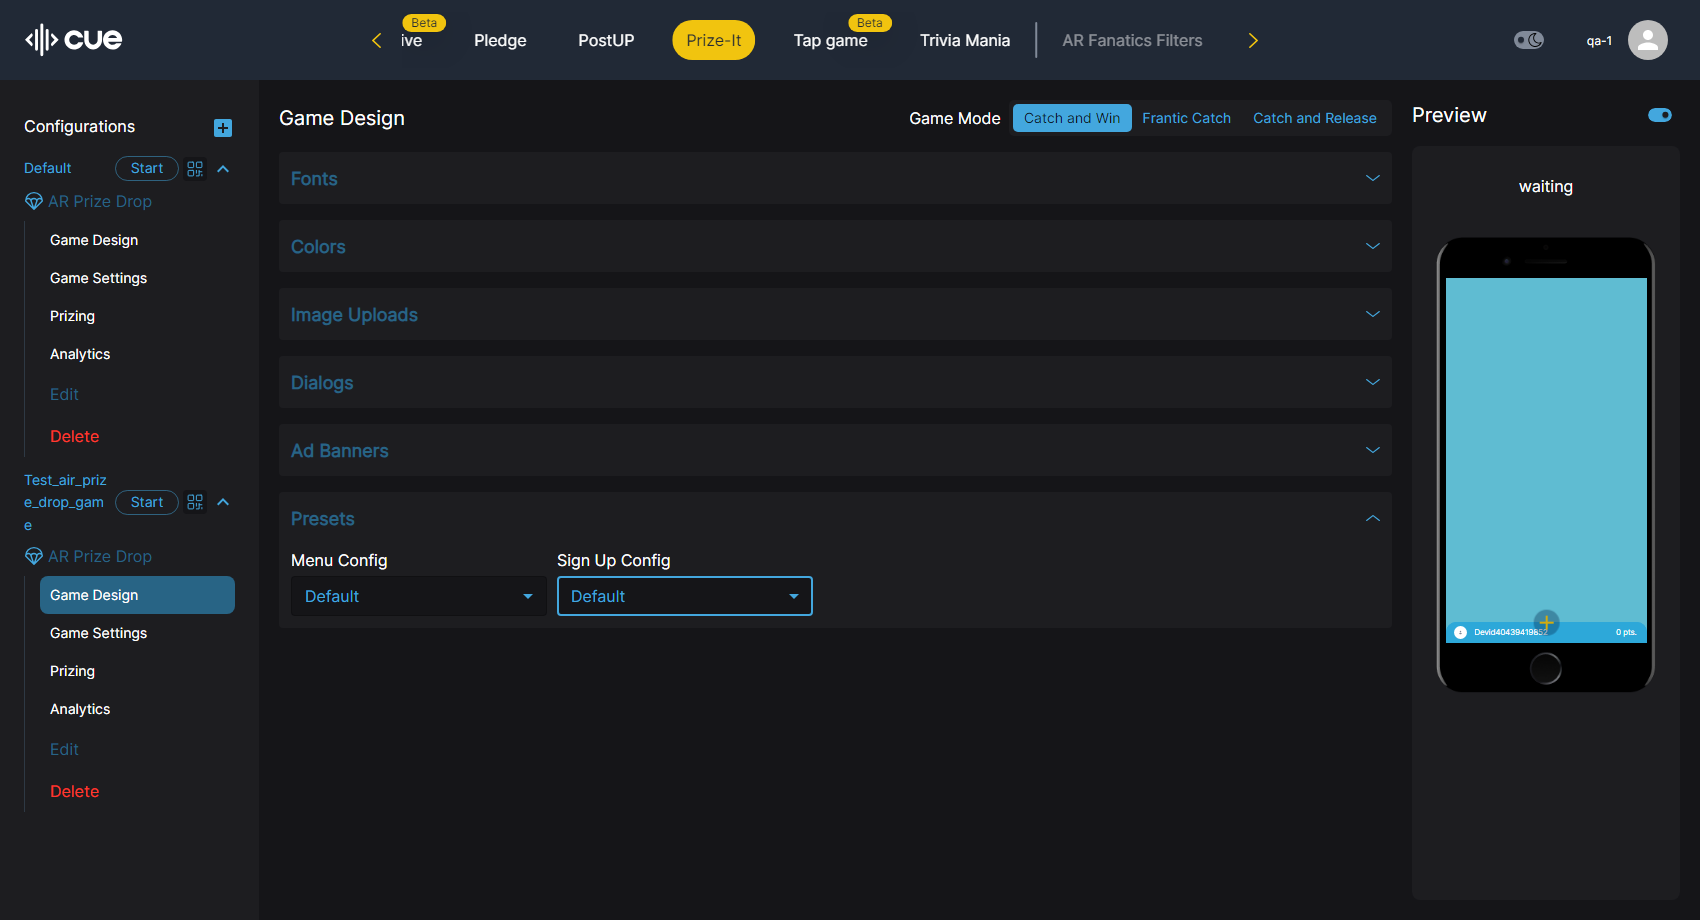 cue
Beta
ive
Pledge
PostUP
Prize-It
Beta
Tap game
Trivia Mania
AR Fanatics Filters
qa-1
Configurations
Default
Start
AR Prize Drop
Game Design
Game Settings
Prizing
Analytics
Edit
Delete
Test_air_priz
e_drop_gam
e
Start
AR Prize Drop
Game Design
Game Settings
Prizing
Analytics
Edit
Delete
Game Design
Game Mode
Catch and Win
Frantic Catch
Catch and Release
Fonts
Colors
Image Uploads
Dialogs
Ad Banners
Presets
Menu Config
Sign Up Config
Default
Default
Preview
waiting
Devid40439419852
0 pts.